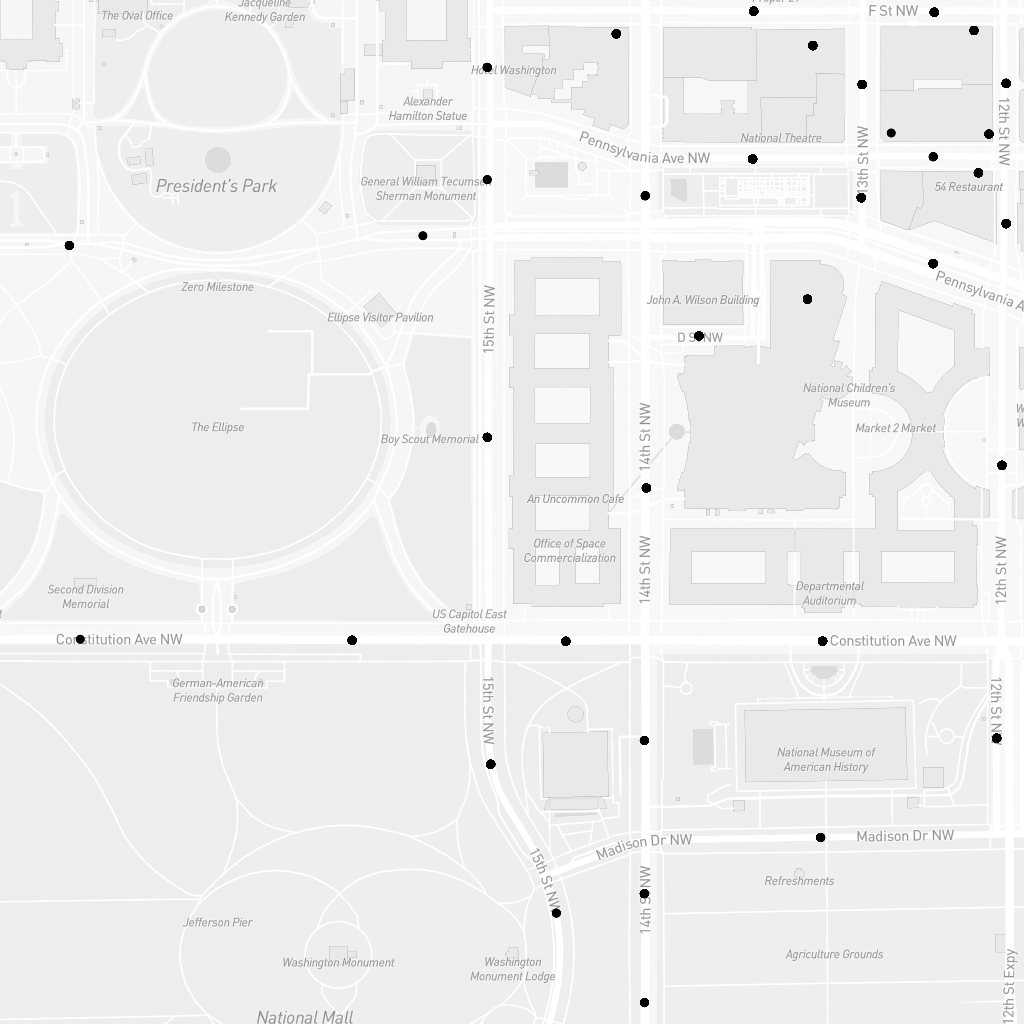 Jacqueline
Kennedy Garden
The Oval Office
F St NW
Hotel Washington
Alexander
Hamilton Statue
12th St NW
National Theatre
Pennsylvania Ave NW
13th St NW
President's Park
General William Tecumseh
Sherman Monument
54 Restaurant
Zero Milestone
Pennsylvania A
John A. Wilson Building
Ellipse Visitor Pavilion
15th St NW
D St NW
National Children's
Museum
The Ellipse
Boy Scout Memorial
14th St NW
Market 2 Market
An Uncommon Cafe
Office of Space
Commercialization
14th St NW
12th St NW
Second Division
Memorial
Departmental
Auditorium
US Capitol East
Gatehouse
Constitution Ave NW
Constitution Ave NW
German-American
Friendship Garden
15th St NW
12th St NW
National Museum of
American History
Madison Dr NW
Madison Dr NW
15th St NW
14th St NW
Refreshments
Jefferson Pier
Washington Monument
Washington
Monument Lodge
Agriculture Grounds
12th St Expy
National Mall